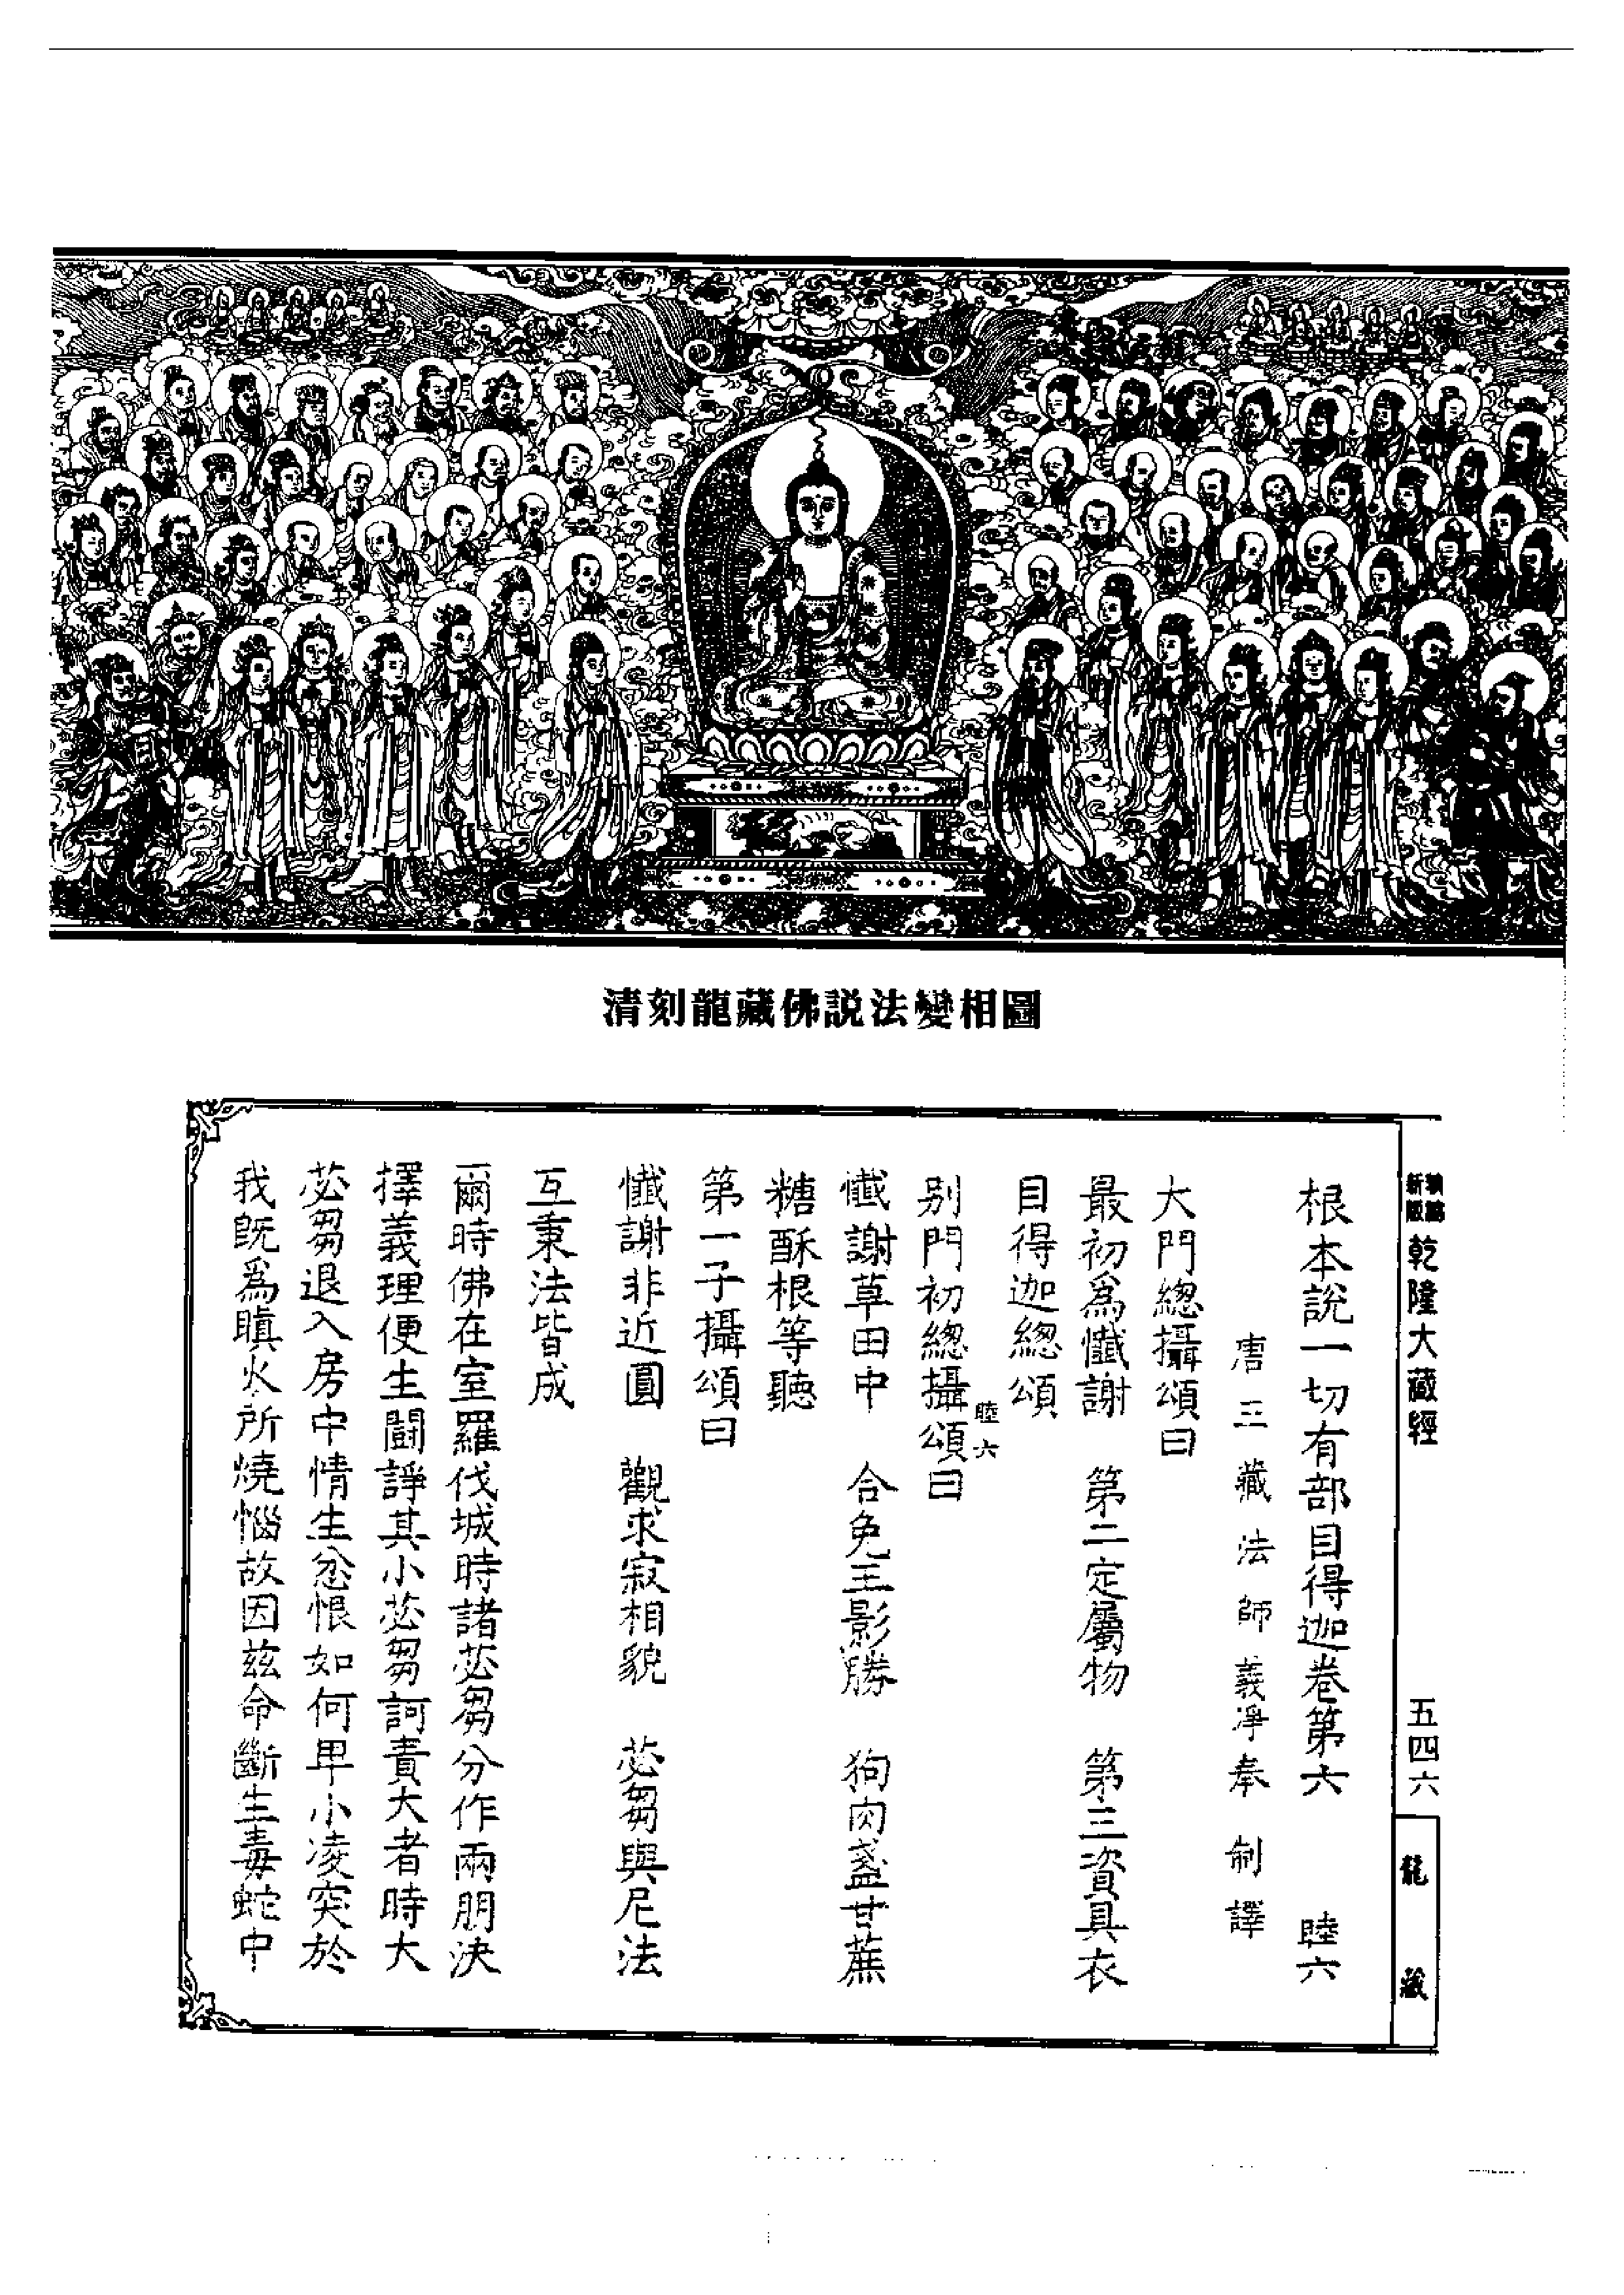 清刻龍藏佛説法變相圖
新版
乾隆大藏經
五四六
龍藏
根本說一切有部目得迦卷第六 睦六
唐三藏法師義淨奉制譯
大門總攝頌曰
最初爲懺謝 第二定屬物 第三資具衣
目得迦總頌
別門初總攝頌曰
睦六
懺謝草田中 合免王影勝 狗肉盞甘蔗
糖酥根等聽
第一子攝頌曰
懺謝非近圓 觀求寂相貌 苾芻與尼法
互秉法皆成
爾時佛在室羅伐城時諸苾芻分作兩朋決
擇義理便生鬪諍其小苾芻訶責大者時大
苾芻退入房中情生忿恨如何卑小凌突於
我既爲瞋火所燒惱故因兹命斷生毒蛇中